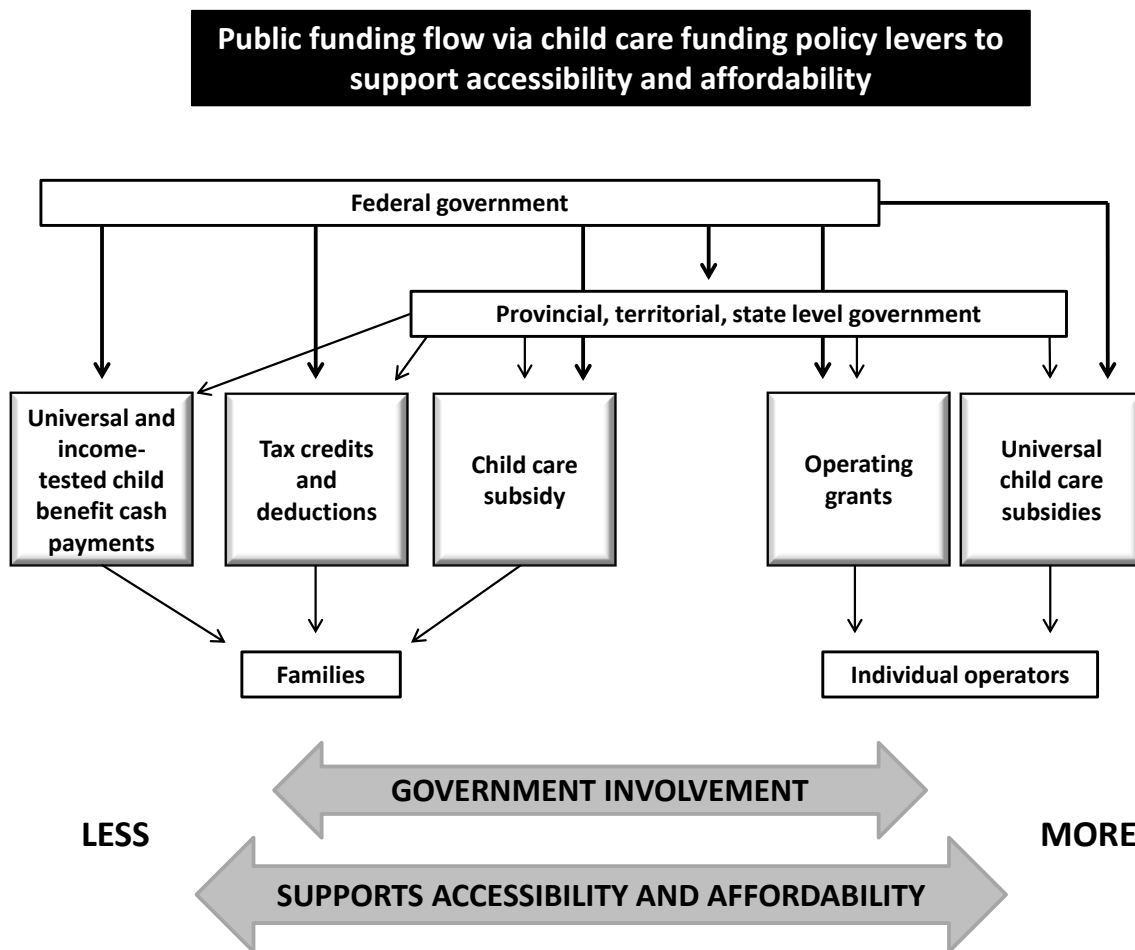 Public funding flow via child care funding policy levers to
support accessibility and affordability
Federal government
Provincial, territorial, state level government
Universal and
income-
tested child
benefit cash
payments
Tax credits
and
deductions
Child care
subsidy
Operating
grants
Universal
child care
subsidies
Families
Individual operators
GOVERNMENT INVOLVEMENT
LESS
MORE
SUPPORTS ACCESSIBILITY AND AFFORDABILITY